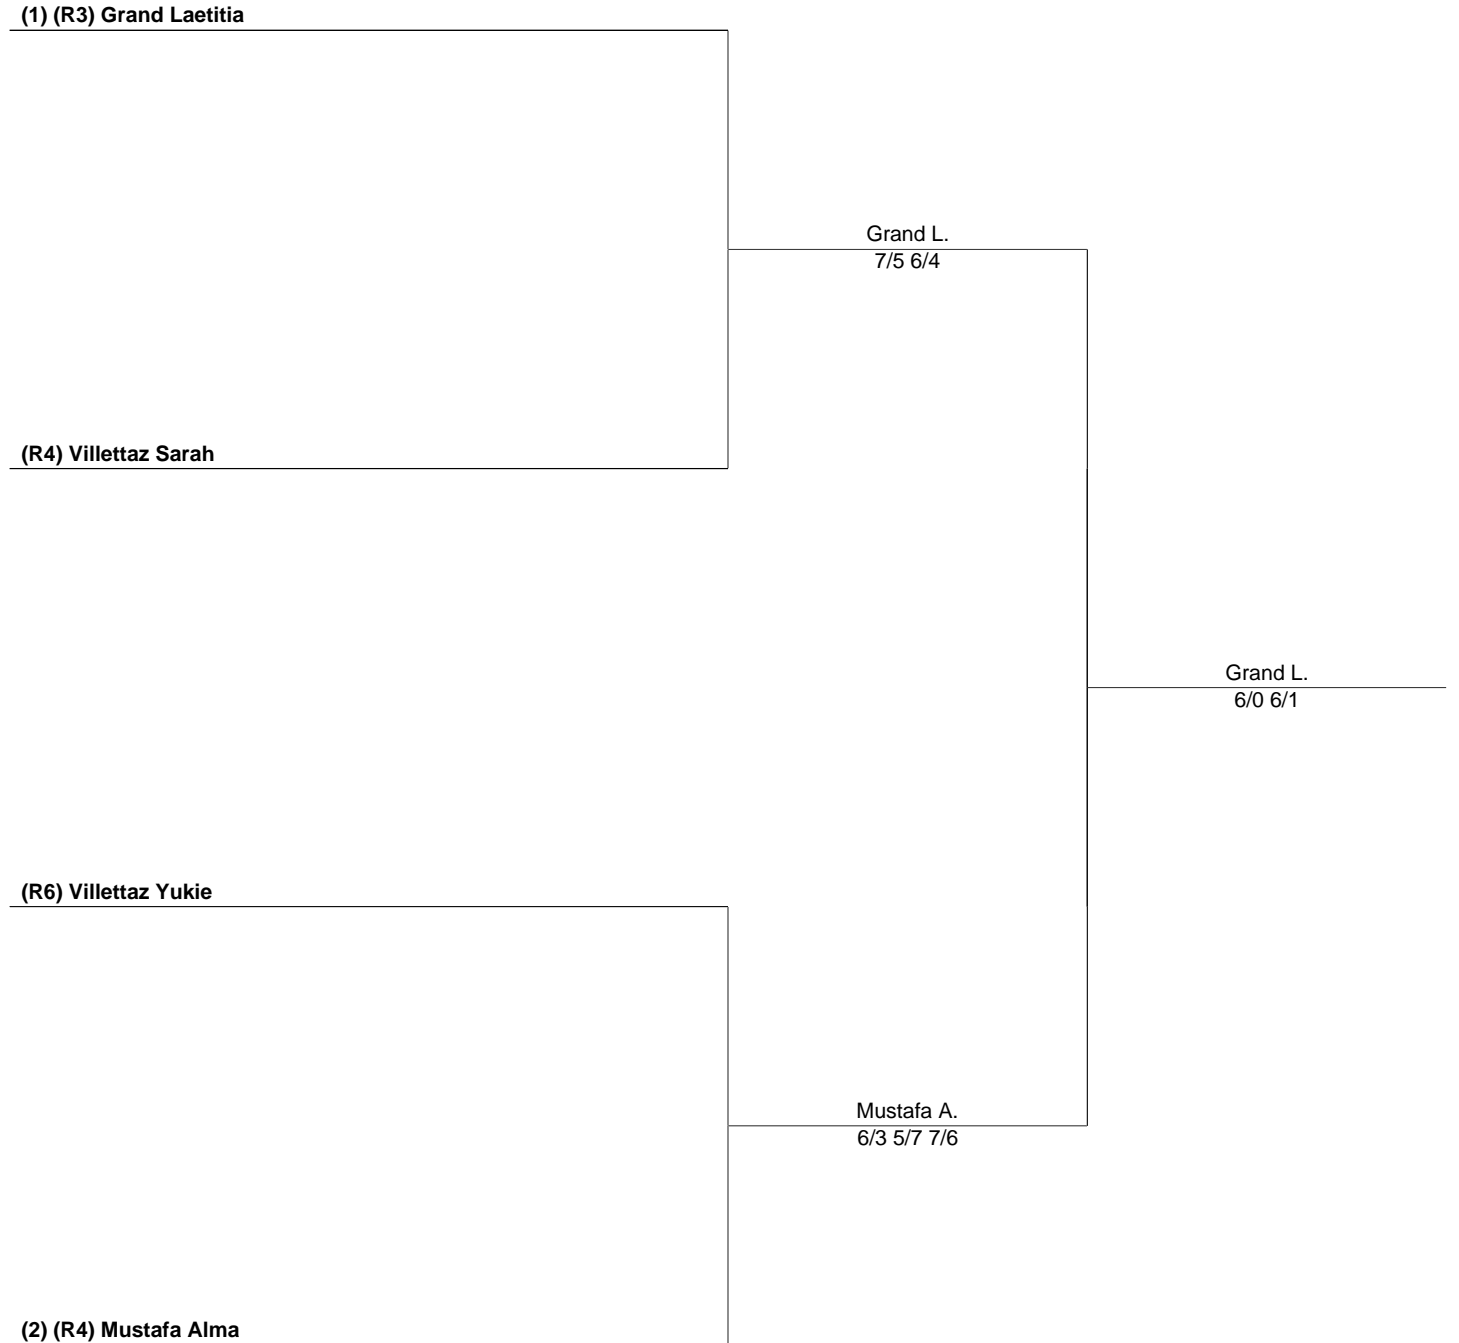 (1) (R3) Grand Laetitia
Grand L.
7/5 6/4
(R4) Villettaz Sarah
Grand L.
6/0 6/1
(R6) Villettaz Yukie
Mustafa A.
6/3 5/7 7/6
(2) (R4) Mustafa Alma